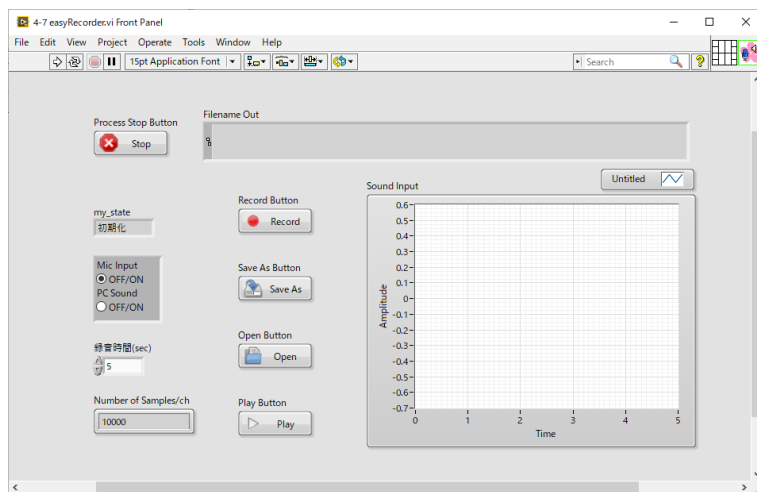 4-7 easyRecorder.vi Front Panel
File Edit View Project Operate Tools Window Help
15pt Application Font
Search
Process Stop Button
Stop
Filename Out
Untitled
Sound Input
my_state
初期化
Record Button
Record
Mic Input
OFF/ON
PC Sound
OFF/ON
Save As Button
Save As
録音時間(sec)
5
Open Button
Open
Number of Samples/ch
10000
Play Button
Play
Amplitude
0.6
0.5
0.4
0.3
0.2
0.1
0
-0.1
-0.2
-0.3
-0.4
-0.5
-0.6
-0.7
0 1 2 3 4 5
Time